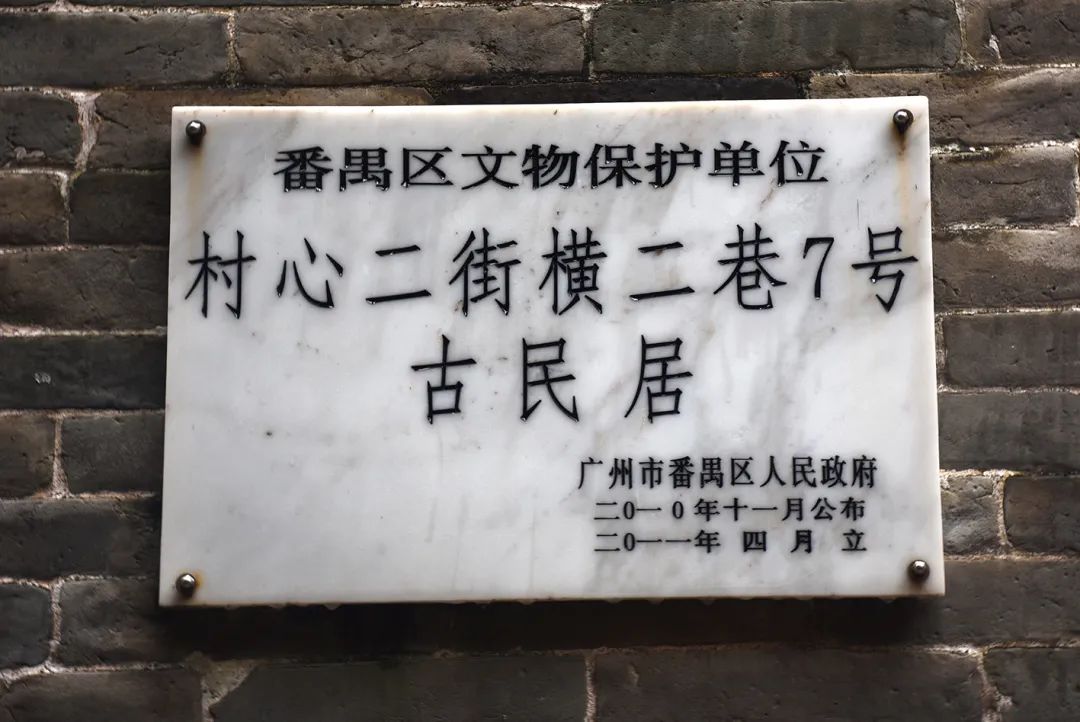 番禺区文物保护单位
村心二街横二巷7号
古民居
广州市番禺区人民政府
二0一0年十一月公布
二0一一年四月立